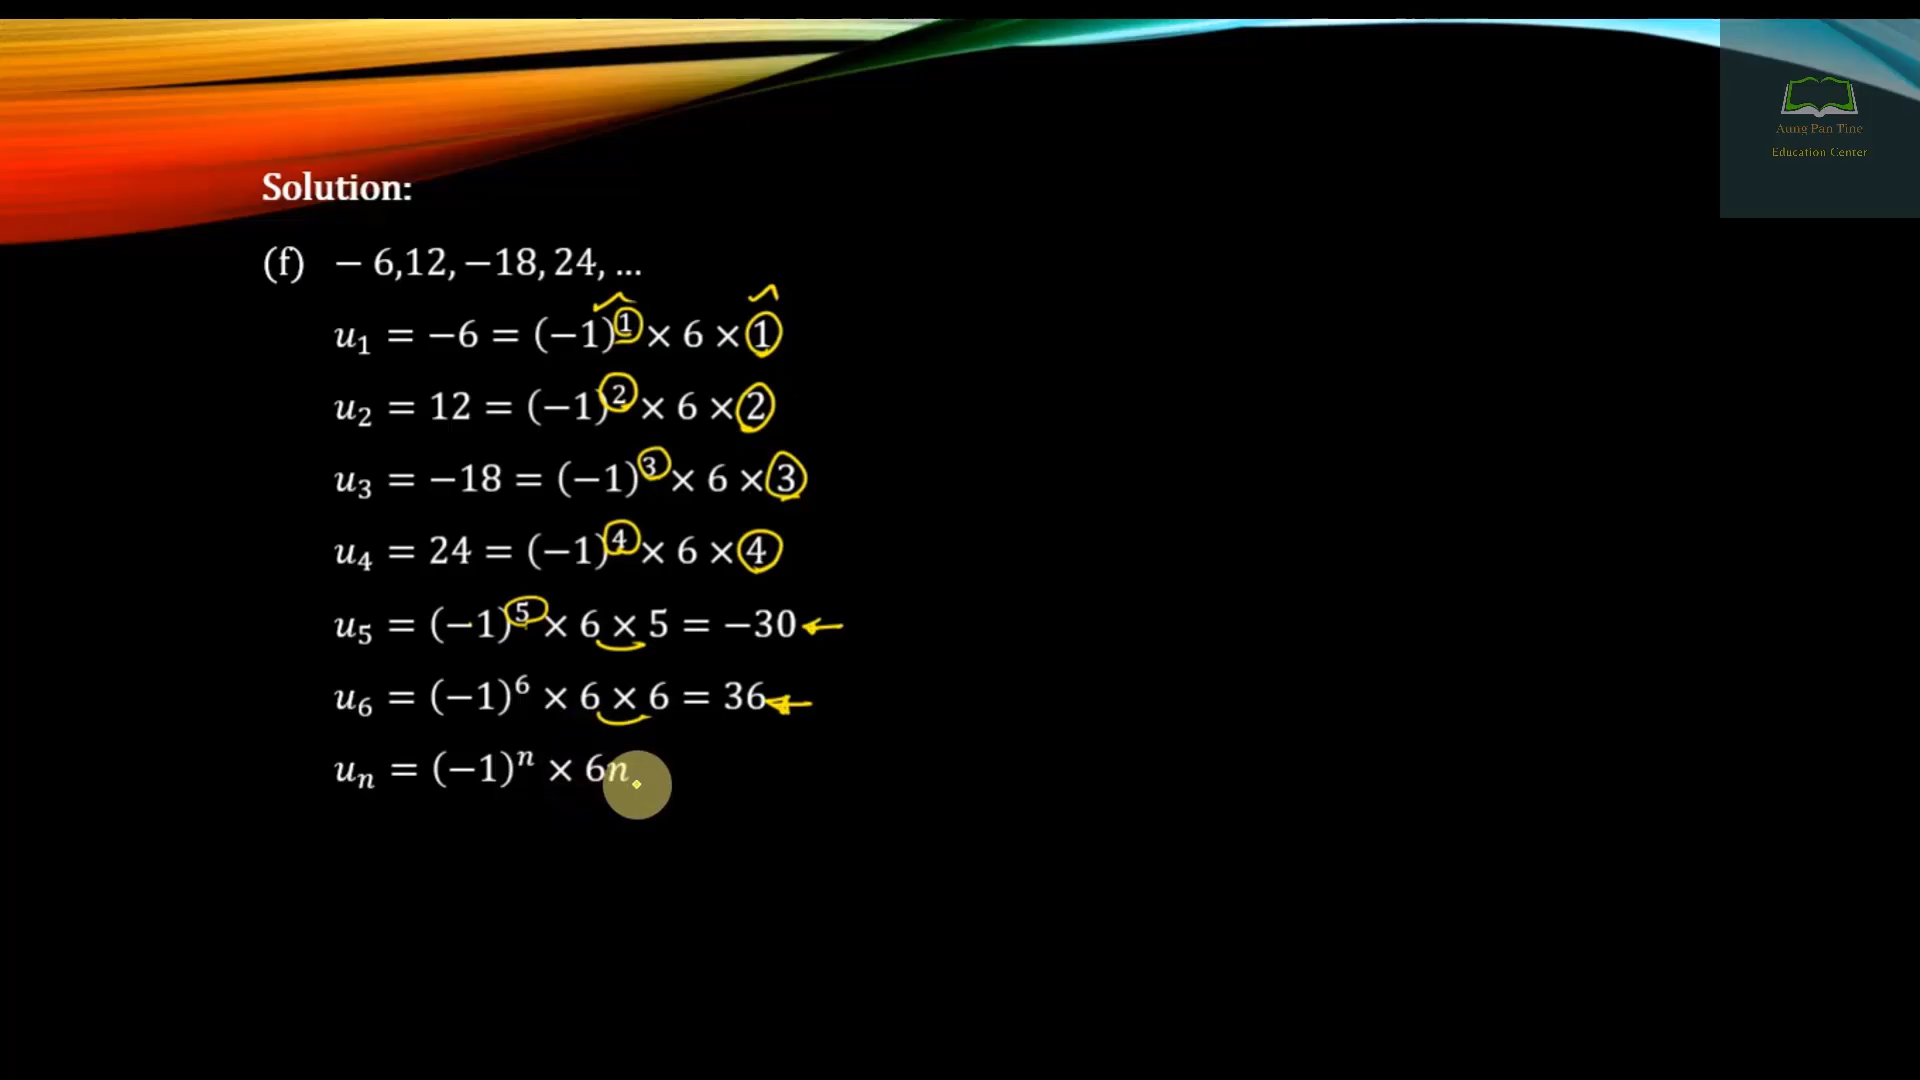 Aung Pan Tine
Education Center
Solution:
(f) − 6,12, −18, 24, ...
u₁ = −6 = (−1)¹ × 6 × 1
u₂ = 12 = (−1)² × 6 × 2
u₃ = −18 = (−1)³ × 6 × 3
u₄ = 24 = (−1)⁴ × 6 × 4
u₅ = (−1)⁵ × 6 × 5 = −30
u₆ = (−1)⁶ × 6 × 6 = 36
uₙ = (−1)ⁿ × 6n